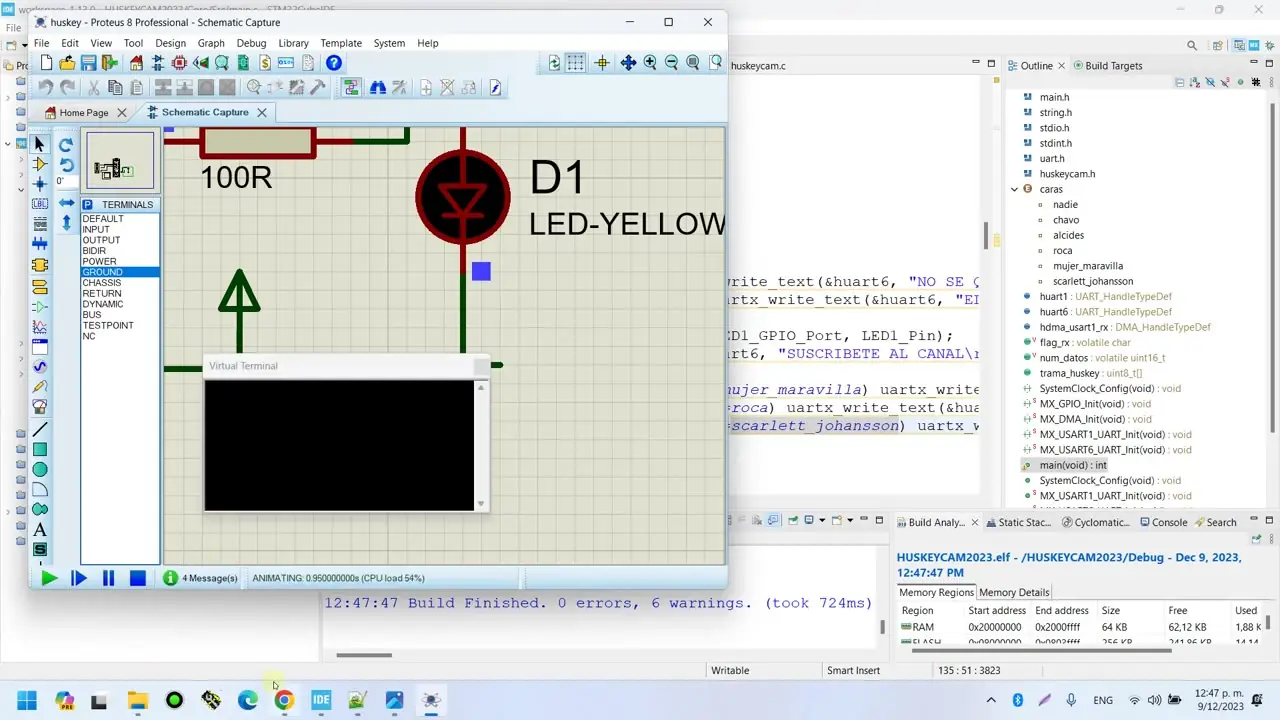 huskey - Proteus 8 Professional - Schematic Capture
File Edit View Tool Design Graph Debug Library Template System Help
Home Page
Schematic Capture
huskeycam.c
Outline
Build Targets
TERMINALS
DEFAULT
INPUT
OUTPUT
BIDIR
POWER
GROUND
CHASSIS
RETURN
DYNAMIC
BUS
TESTPOINT
NC
100R
D1
LED-YELLOW
Virtual Terminal
4 Message(s)
ANIMATING: 0.950000000s (CPU load 54%)
write_text(&huart6, "NO SE
artx_write_text(&huart6, "
ED1_GPIO_Port, LED1_Pin);
rt6, "SUSCRIBETE AL CANAL\
mujer_maravilla) uartx_write
=roca) uartx_write_text(&hua
=scarlett_johansson) uartx_w
main.h
string.h
stdio.h
stdint.h
uart.h
huskeycam.h
caras
nadie
chavo
alcides
roca
mujer_maravilla
scarlett_johansson
huart1 : UART_HandleTypeDef
huart6 : UART_HandleTypeDef
hdma_usart1_rx : DMA_HandleTypeDef
flag_rx : volatile char
num_datos : volatile uint16_t
trama_huskey : uint8_t[]
SystemClock_Config(void) : void
MX_GPIO_Init(void) : void
MX_DMA_Init(void) : void
MX_USART1_UART_Init(void) : void
MX_USART6_UART_Init(void) : void
main(void) : int
SystemClock_Config(void) : void
MX_USART1_UART_Init(void) : void
Build Analy...
Static Stac...
Cyclomatic...
Console
Search
HUSKEYCAM2023.elf - /HUSKEYCAM2023/Debug - Dec 9, 2023,
12:47:47 PM
Memory Regions Memory Details
Region Start address End address Size Free Used
RAM 0x20000000 0x2000ffff 64 KB 62,12 KB 1,88 K
12:47:47 Build Finished. 0 errors, 6 warnings. (took 724ms)
Writable
Smart Insert
135 : 51 : 3823
IDE
ENG
12:47 p. m.
9/12/2023